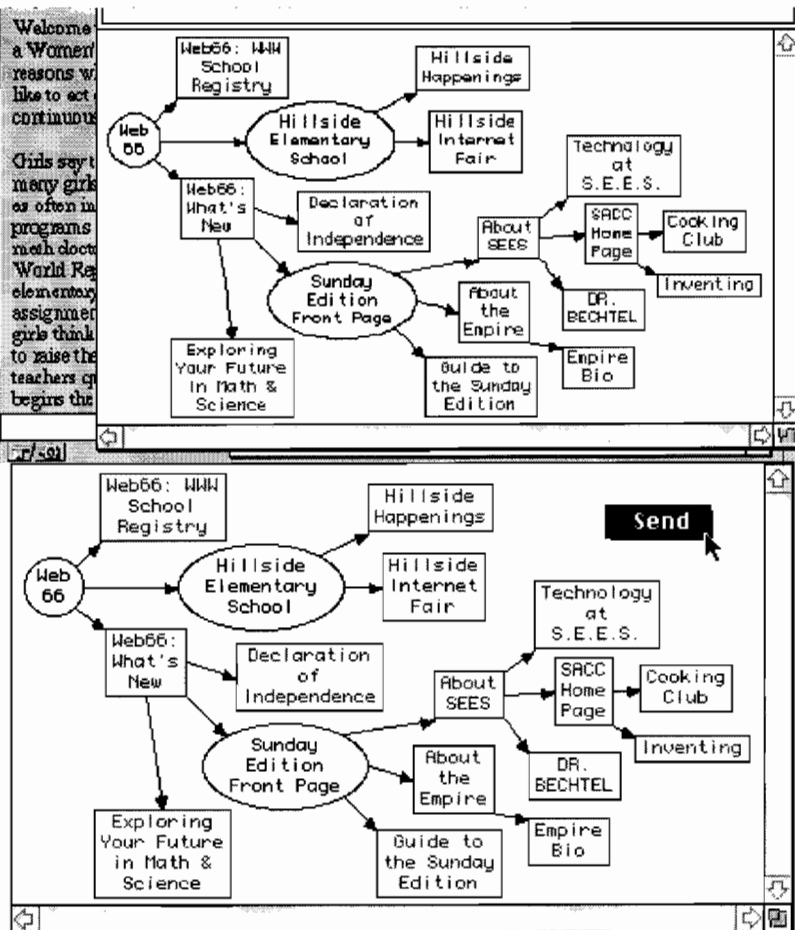 Welcome
a Women'
reasons w
like to act
continuous
Girls say t
many girls
as often in
programs
math docto
World Rep
elementary
assignmen
girls think
to raise the
teachers
begins the
Web
66
Web66: WWW
School
Registry
Hillside
Elementary
School
Hillside
Happenings
Hillside
Internet
Fair
Web66:
What's
New
Declaration
of
Independence
Sunday
Edition
Front Page
Exploring
Your Future
in Math &
Science
About
SEES
Technology
at
S.E.E.S.
SACC
Home
Page
Cooking
Club
Inventing
DR.
BECHTEL
About
the
Empire
Empire
Bio
Guide to
the Sunday
Edition
Send
Web
66
Web66: WWW
School
Registry
Hillside
Elementary
School
Hillside
Happenings
Hillside
Internet
Fair
Web66:
What's
New
Declaration
of
Independence
Sunday
Edition
Front Page
Exploring
Your Future
in Math &
Science
About
SEES
Technology
at
S.E.E.S.
SACC
Home
Page
Cooking
Club
Inventing
DR.
BECHTEL
About
the
Empire
Empire
Bio
Guide to
the Sunday
Edition